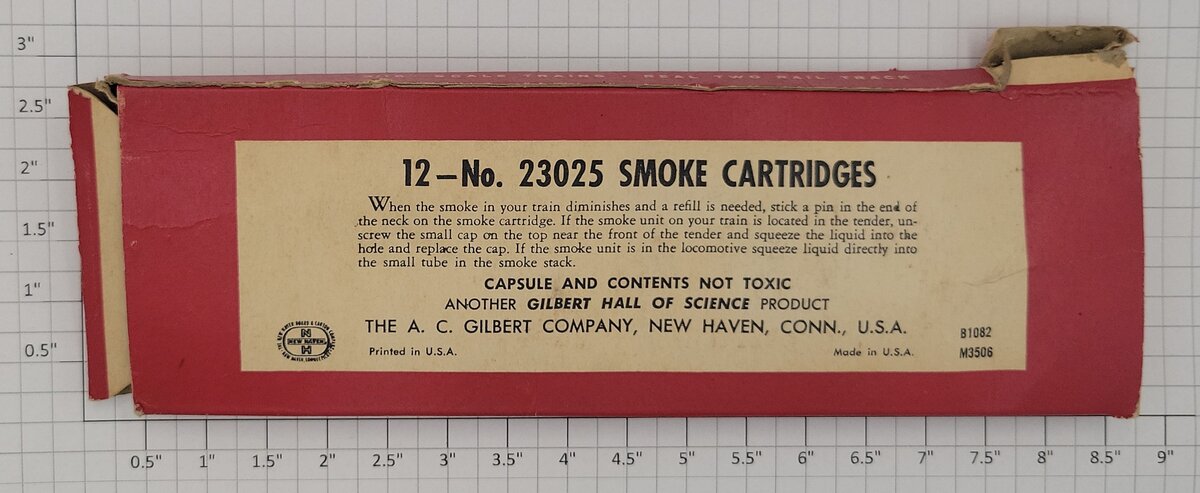 SCALE TRAINS · REAL TWO RAIL TRACK
12—No. 23025 SMOKE CARTRIDGES
When the smoke in your train diminishes and a refill is needed, stick a pin in the end of
the neck on the smoke cartridge. If the smoke unit on your train is located in the tender, un-
screw the small cap on the top near the front of the tender and squeeze the liquid into the
hole and replace the cap. If the smoke unit is in the locomotive squeeze liquid directly into
the small tube in the smoke stack.
CAPSULE AND CONTENTS NOT TOXIC
ANOTHER GILBERT HALL OF SCIENCE PRODUCT
THE A. C. GILBERT COMPANY, NEW HAVEN, CONN., U.S.A.
N
NEW HAVEN
H
Printed in U.S.A.
Made in U.S.A.
B1082
M3506
3"
2.5"
2"
1.5"
1"
0.5"
0.5" 1" 1.5" 2" 2.5" 3" 3.5" 4" 4.5" 5" 5.5" 6" 6.5" 7" 7.5" 8" 8.5" 9"